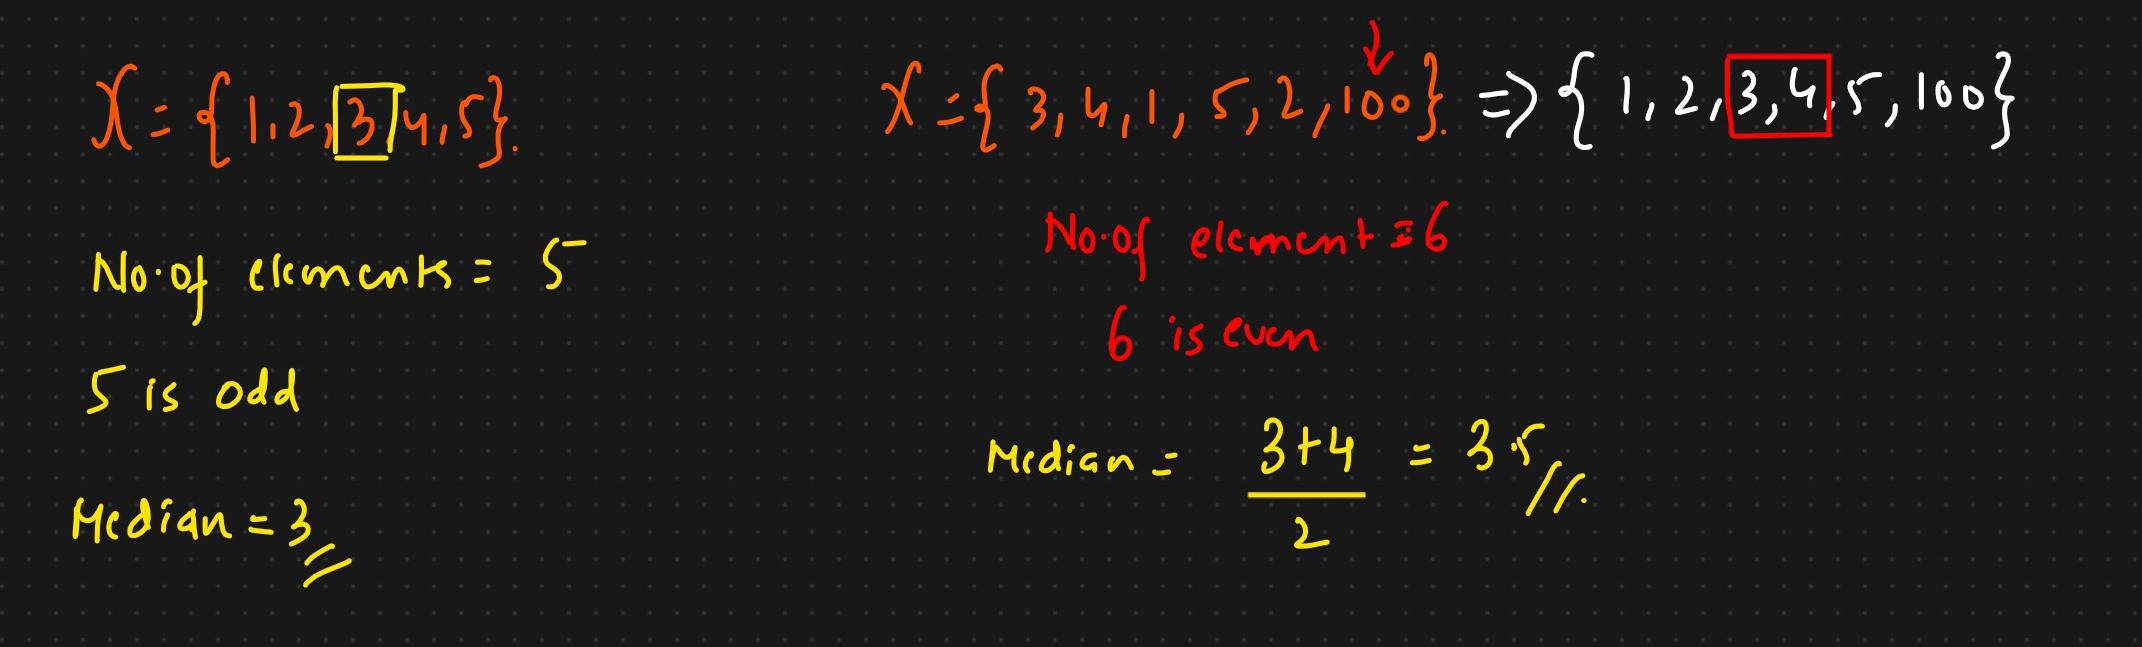 X = {1,2,3,4,5}.
No. of elements = 5
5 is odd
Median = 3
X = {3,4,1,5,2,100}. => {1,2,3,4,5,100}
No. of element = 6
6 is even
Median = 3+4 = 3.5
2